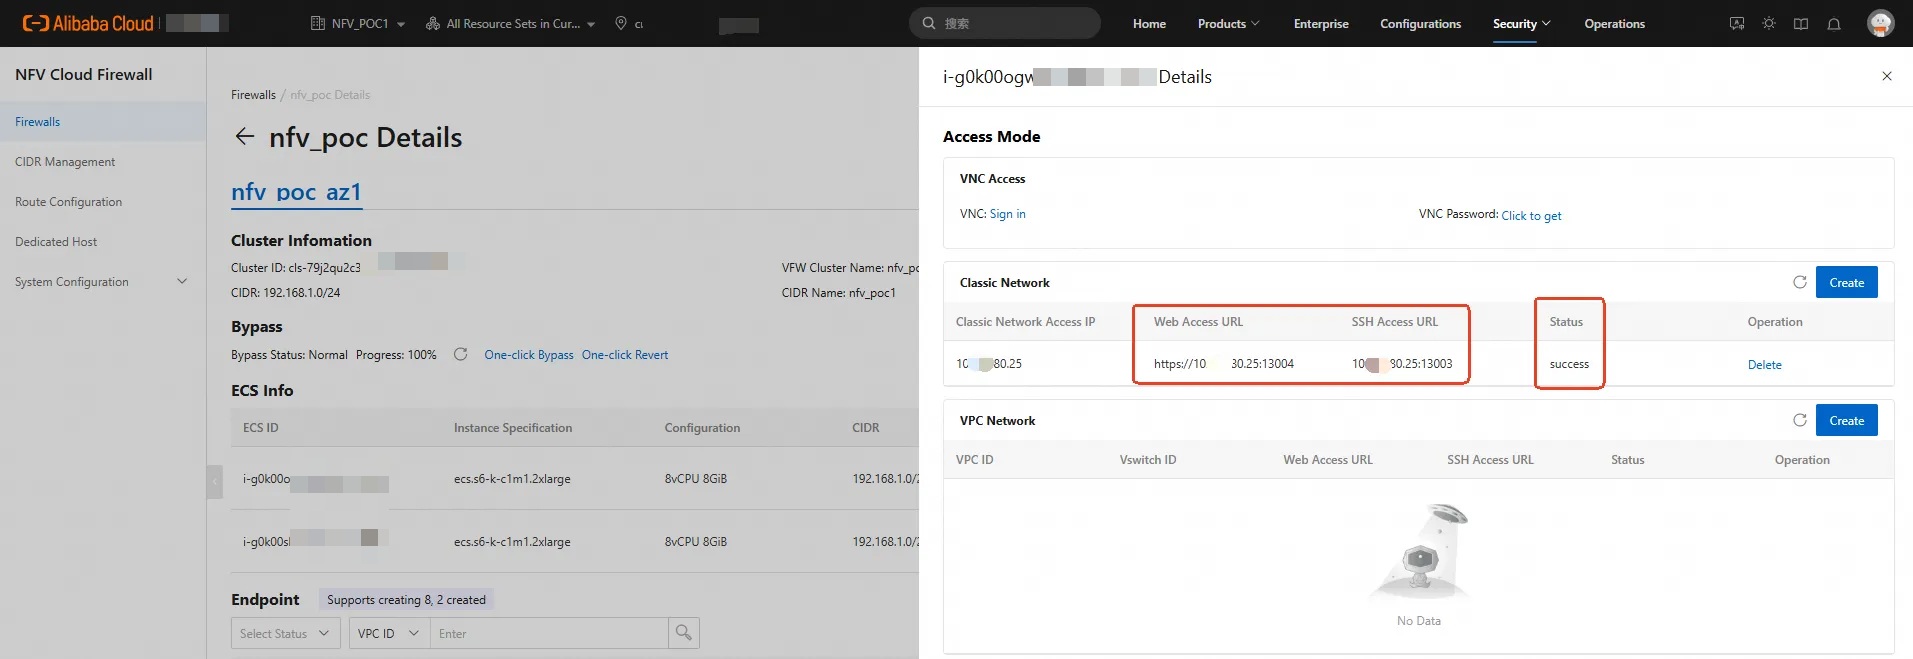 Alibaba Cloud
NFV_POC1
All Resource Sets in Cur...
搜索
Home
Products
Enterprise
Configurations
Security
Operations
NFV Cloud Firewall
Firewalls
CIDR Management
Route Configuration
Dedicated Host
System Configuration
Firewalls / nfv_poc Details
nfv_poc Details
nfv_poc_az1
Cluster Infomation
Cluster ID: cls-79j2qu2c3
VFW Cluster Name: nfv_pc
CIDR: 192.168.1.0/24
CIDR Name: nfv_poc1
Bypass
Bypass Status: Normal Progress: 100%
One-click Bypass One-click Revert
ECS Info
ECS ID Instance Specification Configuration CIDR
i-g0k00o ecs.s6-k-c1m1.2xlarge 8vCPU 8GiB 192.168.1.0/2
i-g0k00s ecs.s6-k-c1m1.2xlarge 8vCPU 8GiB 192.168.1.0/2
Endpoint
Supports creating 8, 2 created
Select Status
VPC ID
Enter
i-g0k00ogw Details
Access Mode
VNC Access
VNC: Sign in
VNC Password: Click to get
Classic Network
Create
Classic Network Access IP Web Access URL SSH Access URL Status Operation
10 80.25 https://10 30.25:13004 10 80.25:13003 success Delete
VPC Network
Create
VPC ID Vswitch ID Web Access URL SSH Access URL Status Operation
No Data